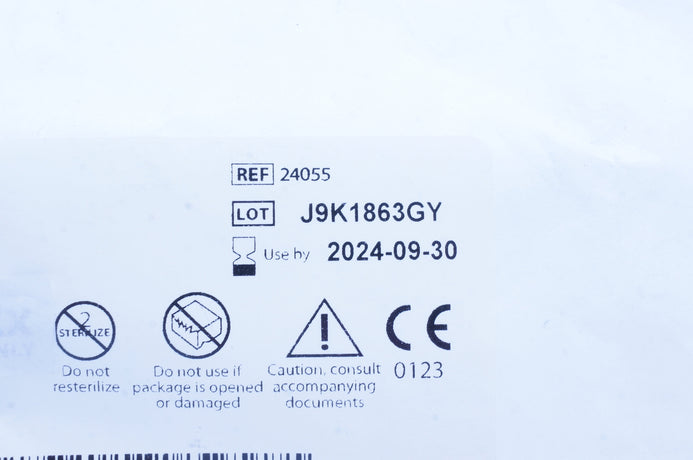 REF 24055
LOT J9K1863GY
Use by 2024-09-30
2
STERILIZE
Do not
resterilize
Do not use if
package is opened
or damaged
!
Caution, consult
accompanying
documents
CE
0123